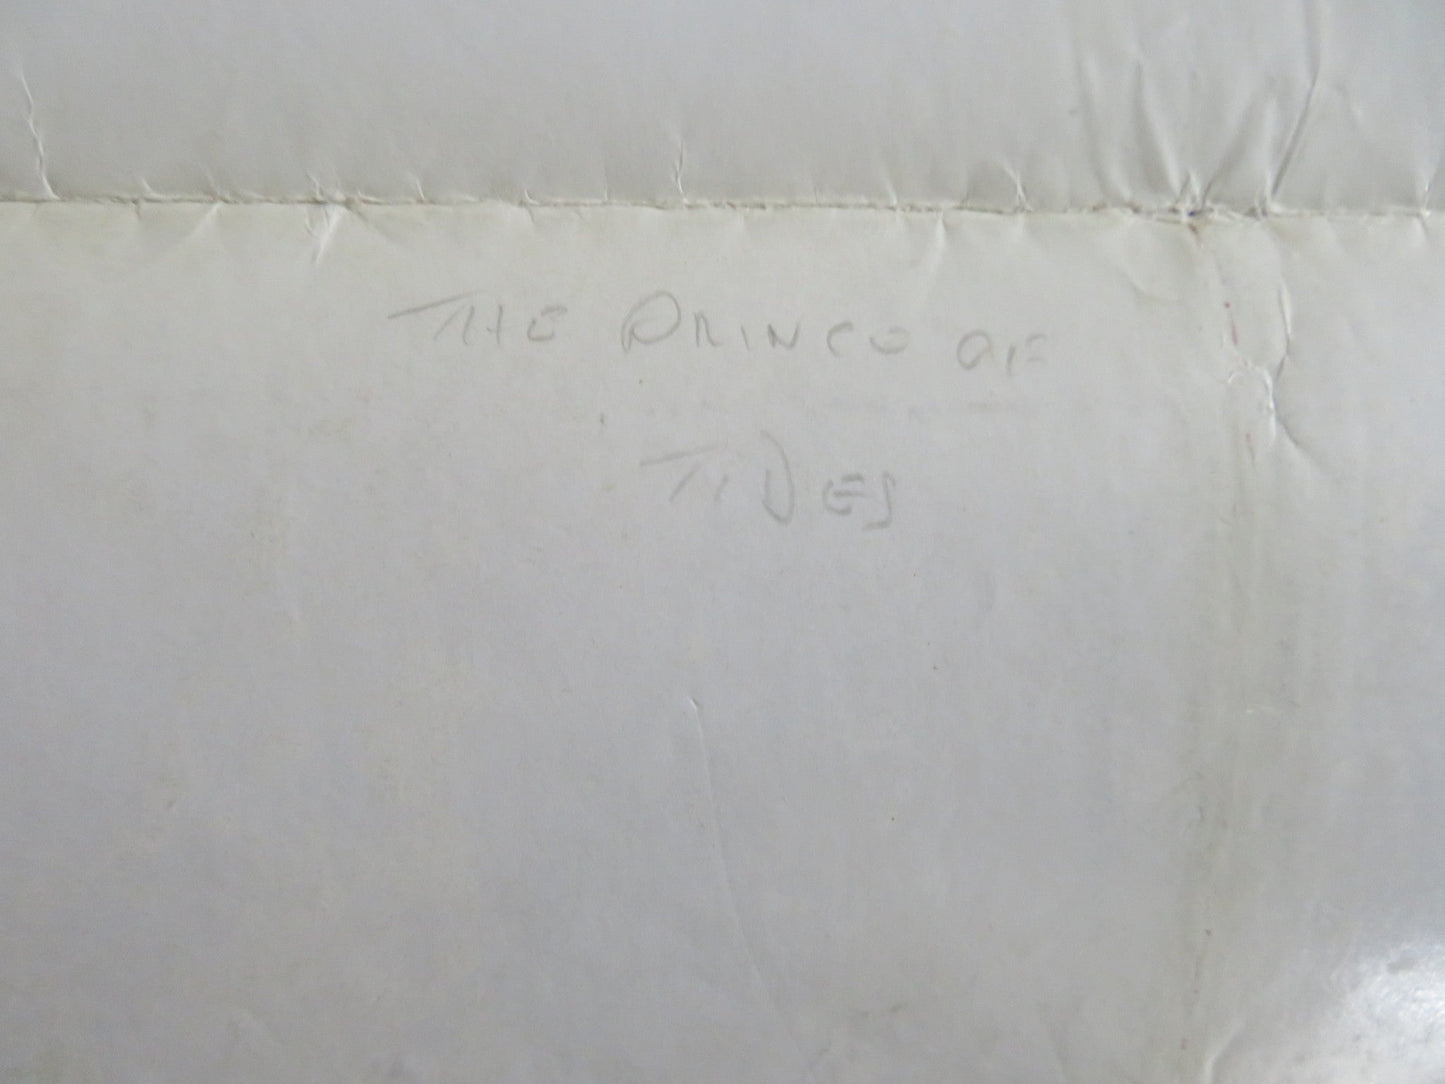 THE PRINCE OF
TIDES